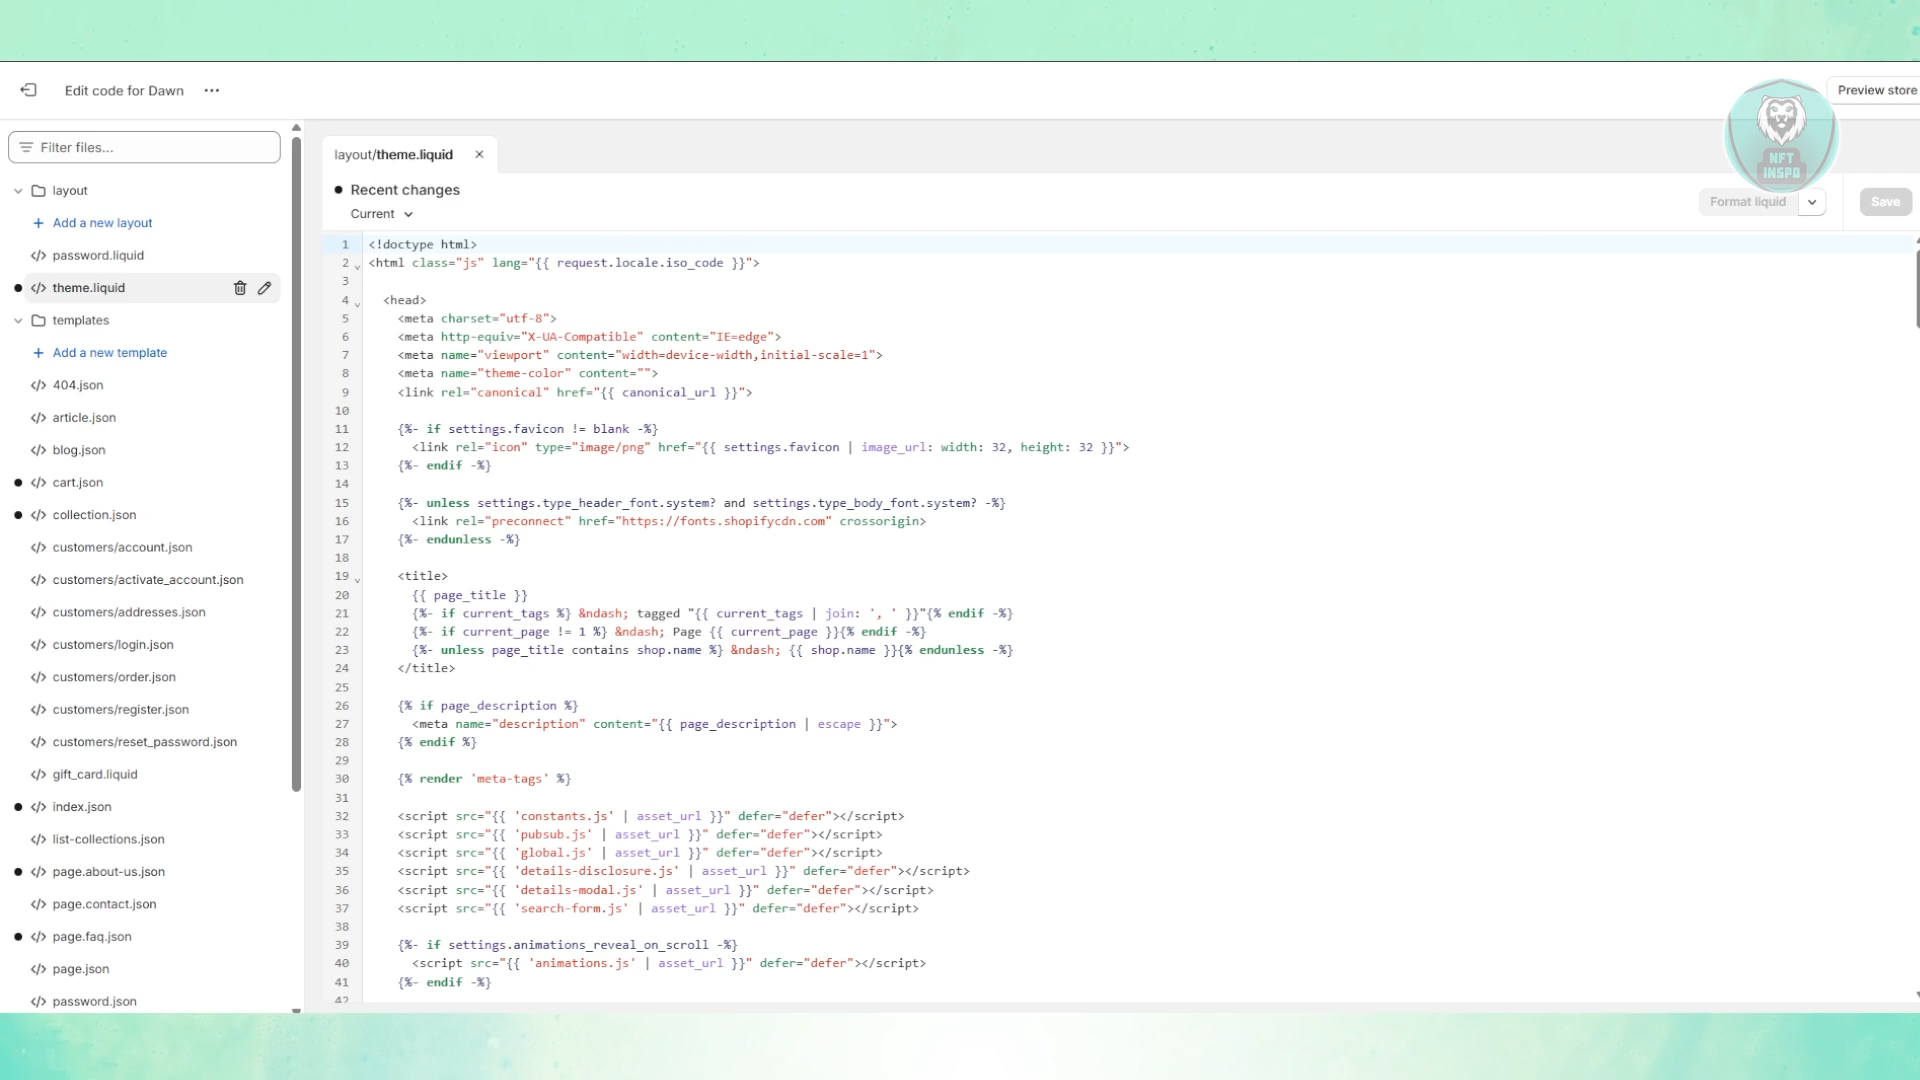 Edit code for Dawn
Preview store
NFT
INSPO
Filter files...
layout
Add a new layout
password.liquid
theme.liquid
templates
Add a new template
404.json
article.json
blog.json
cart.json
collection.json
customers/account.json
customers/activate_account.json
customers/addresses.json
customers/login.json
customers/order.json
customers/register.json
customers/reset_password.json
gift_card.liquid
index.json
list-collections.json
page.about-us.json
page.contact.json
page.faq.json
page.json
password.json
layout/theme.liquid
Recent changes
Current
Format liquid
Save
1 <!doctype html>
2 <html class="js" lang="{{ request.locale.iso_code }}">
3
4 <head>
5 <meta charset="utf-8">
6 <meta http-equiv="X-UA-Compatible" content="IE=edge">
7 <meta name="viewport" content="width=device-width,initial-scale=1">
8 <meta name="theme-color" content="">
9 <link rel="canonical" href="{{ canonical_url }}">
10
11 {%- if settings.favicon != blank -%}
12 <link rel="icon" type="image/png" href="{{ settings.favicon | image_url: width: 32, height: 32 }}">
13 {%- endif -%}
14
15 {%- unless settings.type_header_font.system? and settings.type_body_font.system? -%}
16 <link rel="preconnect" href="https://fonts.shopifycdn.com" crossorigin>
17 {%- endunless -%}
18
19 <title>
20 {{ page_title }}
21 {%- if current_tags %} &ndash; tagged "{{ current_tags | join: ', ' }}"{% endif -%}
22 {%- if current_page != 1 %} &ndash; Page {{ current_page }}{% endif -%}
23 {%- unless page_title contains shop.name %} &ndash; {{ shop.name }}{% endunless -%}
24 </title>
25
26 {% if page_description %}
27 <meta name="description" content="{{ page_description | escape }}">
28 {% endif %}
29
30 {% render 'meta-tags' %}
31
32 <script src="{{ 'constants.js' | asset_url }}" defer="defer"></script>
33 <script src="{{ 'pubsub.js' | asset_url }}" defer="defer"></script>
34 <script src="{{ 'global.js' | asset_url }}" defer="defer"></script>
35 <script src="{{ 'details-disclosure.js' | asset_url }}" defer="defer"></script>
36 <script src="{{ 'details-modal.js' | asset_url }}" defer="defer"></script>
37 <script src="{{ 'search-form.js' | asset_url }}" defer="defer"></script>
38
39 {%- if settings.animations_reveal_on_scroll -%}
40 <script src="{{ 'animations.js' | asset_url }}" defer="defer"></script>
41 {%- endif -%}
42